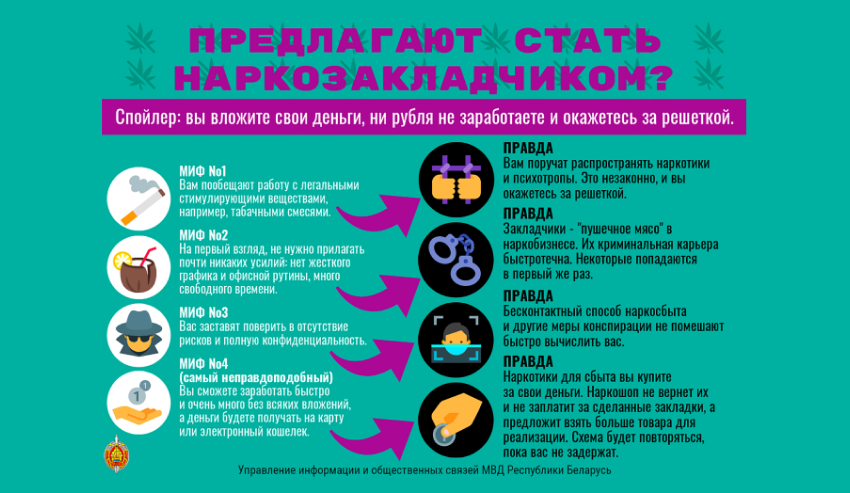 ПРЕДЛАГАЮТ СТАТЬ
НАРКОЗАКЛАДЧИКОМ?
Спойлер: вы вложите свои деньги, ни рубля не заработаете и окажетесь за решеткой.
МИФ №1
Вам пообещают работу с легальными
стимулирующими веществами,
например, табачными смесями.
ПРАВДА
Вам поручат распространять наркотики
и психотропы. Это незаконно, и вы
окажетесь за решеткой.
МИФ №2
На первый взгляд, не нужно прилагать
почти никаких усилий: нет жесткого
графика и офисной рутины, много
свободного времени.
ПРАВДА
Закладчики - "пушечное мясо" в
наркобизнесе. Их криминальная карьера
быстротечна. Некоторые попадаются
в первый же раз.
МИФ №3
Вас заставят поверить в отсутствие
рисков и полную конфиденциальность.
ПРАВДА
Бесконтактный способ наркосбыта
и другие меры конспирации не помешают
быстро вычислить вас.
МИФ №4
(самый неправдоподобный)
Вы сможете заработать быстро
и очень много без всяких вложений,
а деньги будете получать на карту
или электронный кошелек.
1
1
ПРАВДА
Наркотики для сбыта вы купите
за свои деньги. Наркошоп не вернет их
и не заплатит за сделанные закладки, а
предложит взять больше товара для
реализации. Схема будет повторяться,
пока вас не задержат.
Управление информации и общественных связей МВД Республики Беларусь